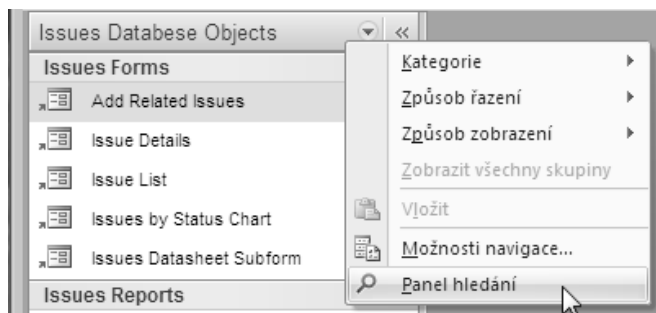 Issues Databese Objects
Issues Forms
Add Related Issues
Issue Details
Issue List
Issues by Status Chart
Issues Datasheet Subform
Issues Reports
Kategorie
Způsob řazení
Způsob zobrazení
Zobrazit všechny skupiny
Vložit
Možnosti navigace...
Panel hledání